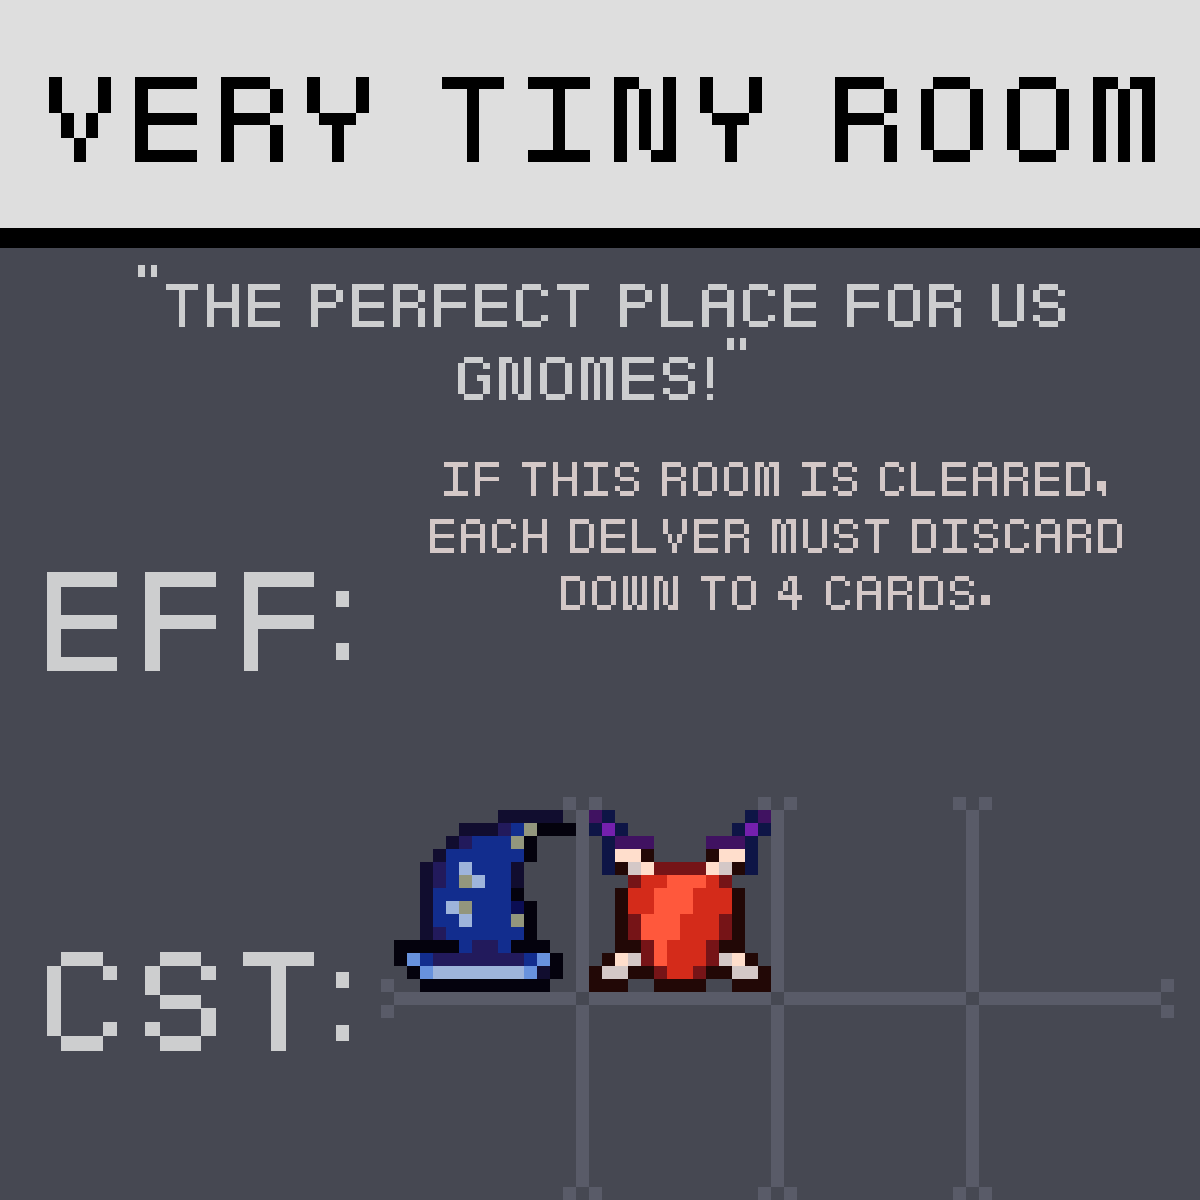 VERY TINY ROOM
"THE PERFECT PLACE FOR US
GNOMES!"
IF THIS ROOM IS CLEARED,
EACH DELVER MUST DISCARD
DOWN TO 4 CARDS.
EFF:
CST: